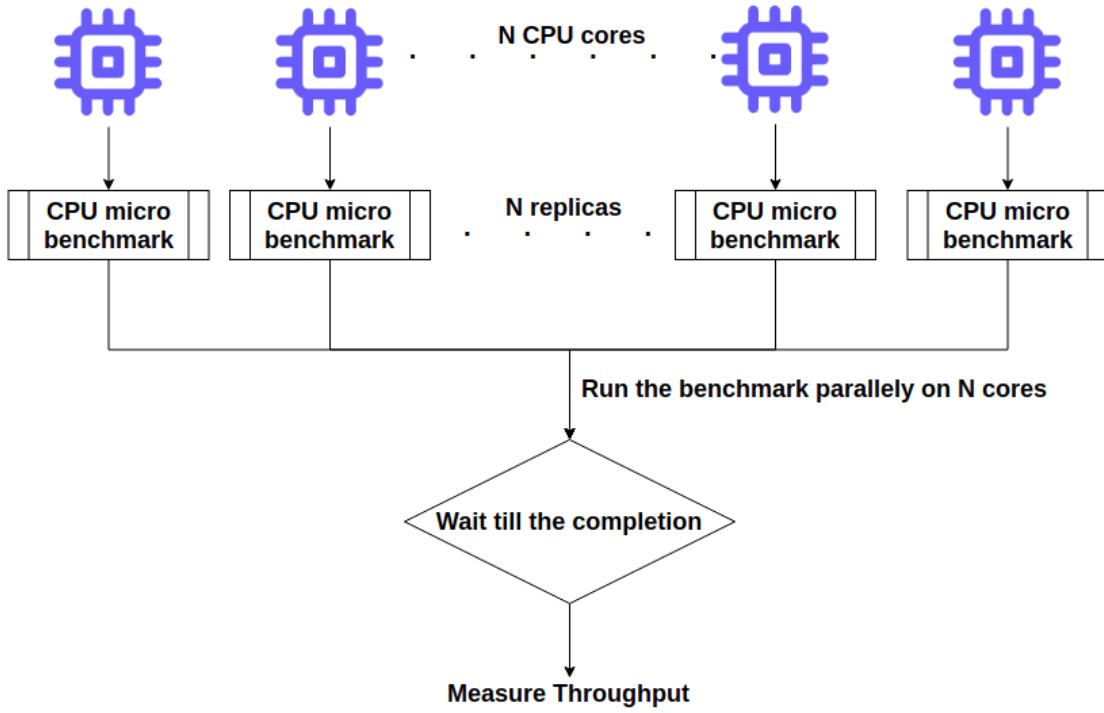 N CPU cores
CPU micro
benchmark
CPU micro
benchmark
N replicas
CPU micro
benchmark
CPU micro
benchmark
Run the benchmark parallely on N cores
Wait till the completion
Measure Throughput